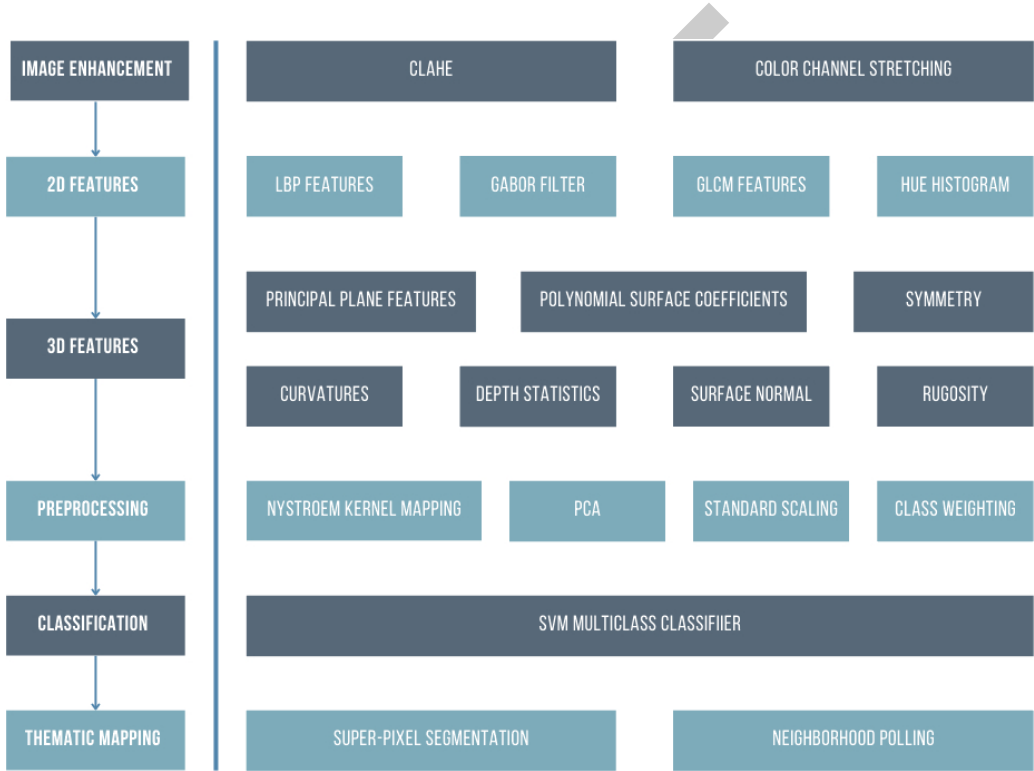 IMAGE ENHANCEMENT
CLAHE
COLOR CHANNEL STRETCHING
2D FEATURES
LBP FEATURES
GABOR FILTER
GLCM FEATURES
HUE HISTOGRAM
3D FEATURES
PRINCIPAL PLANE FEATURES
POLYNOMIAL SURFACE COEFFICIENTS
SYMMETRY
CURVATURES
DEPTH STATISTICS
SURFACE NORMAL
RUGOSITY
PREPROCESSING
NYSTROEM KERNEL MAPPING
PCA
STANDARD SCALING
CLASS WEIGHTING
CLASSIFICATION
SVM MULTICLASS CLASSIFIIER
THEMATIC MAPPING
SUPER-PIXEL SEGMENTATION
NEIGHBORHOOD POLLING